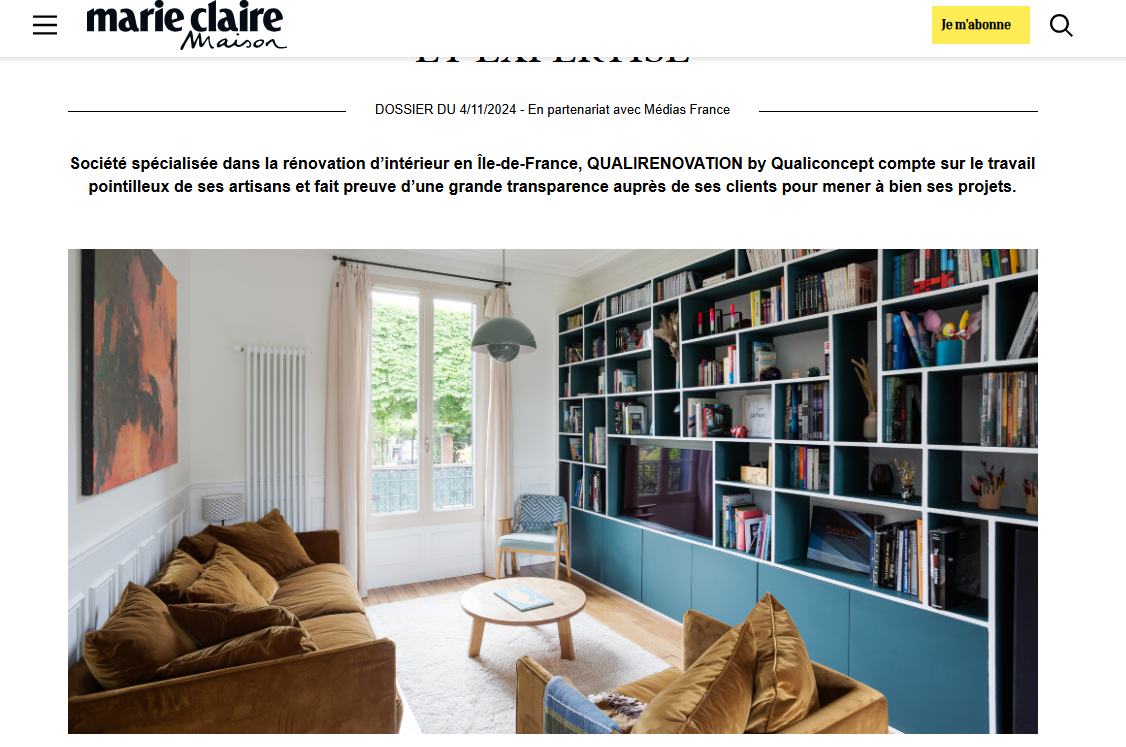 marie claire
Maison
Je m'abonne
ET EXPERTISE
DOSSIER DU 4/11/2024 - En partenariat avec Médias France
Société spécialisée dans la rénovation d'intérieur en Île-de-France, QUALIRENOVATION by Qualiconcept compte sur le travail
pointilleux de ses artisans et fait preuve d'une grande transparence auprès de ses clients pour mener à bien ses projets.